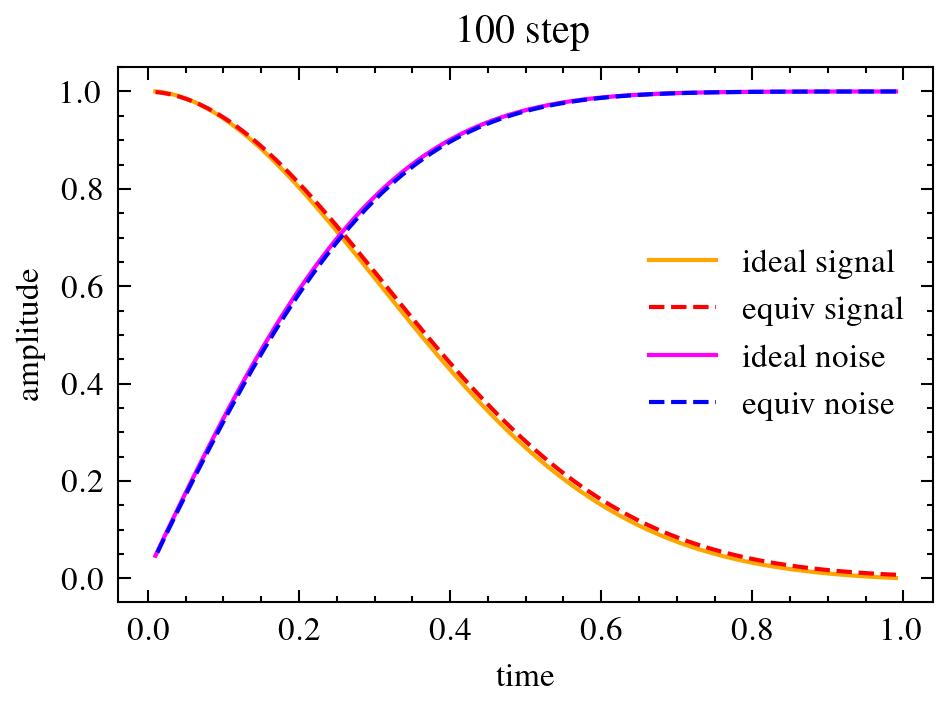 100 step
amplitude
1.0
0.8
0.6
0.4
0.2
0.0
ideal signal
equiv signal
ideal noise
equiv noise
0.0 0.2 0.4 0.6 0.8 1.0
time